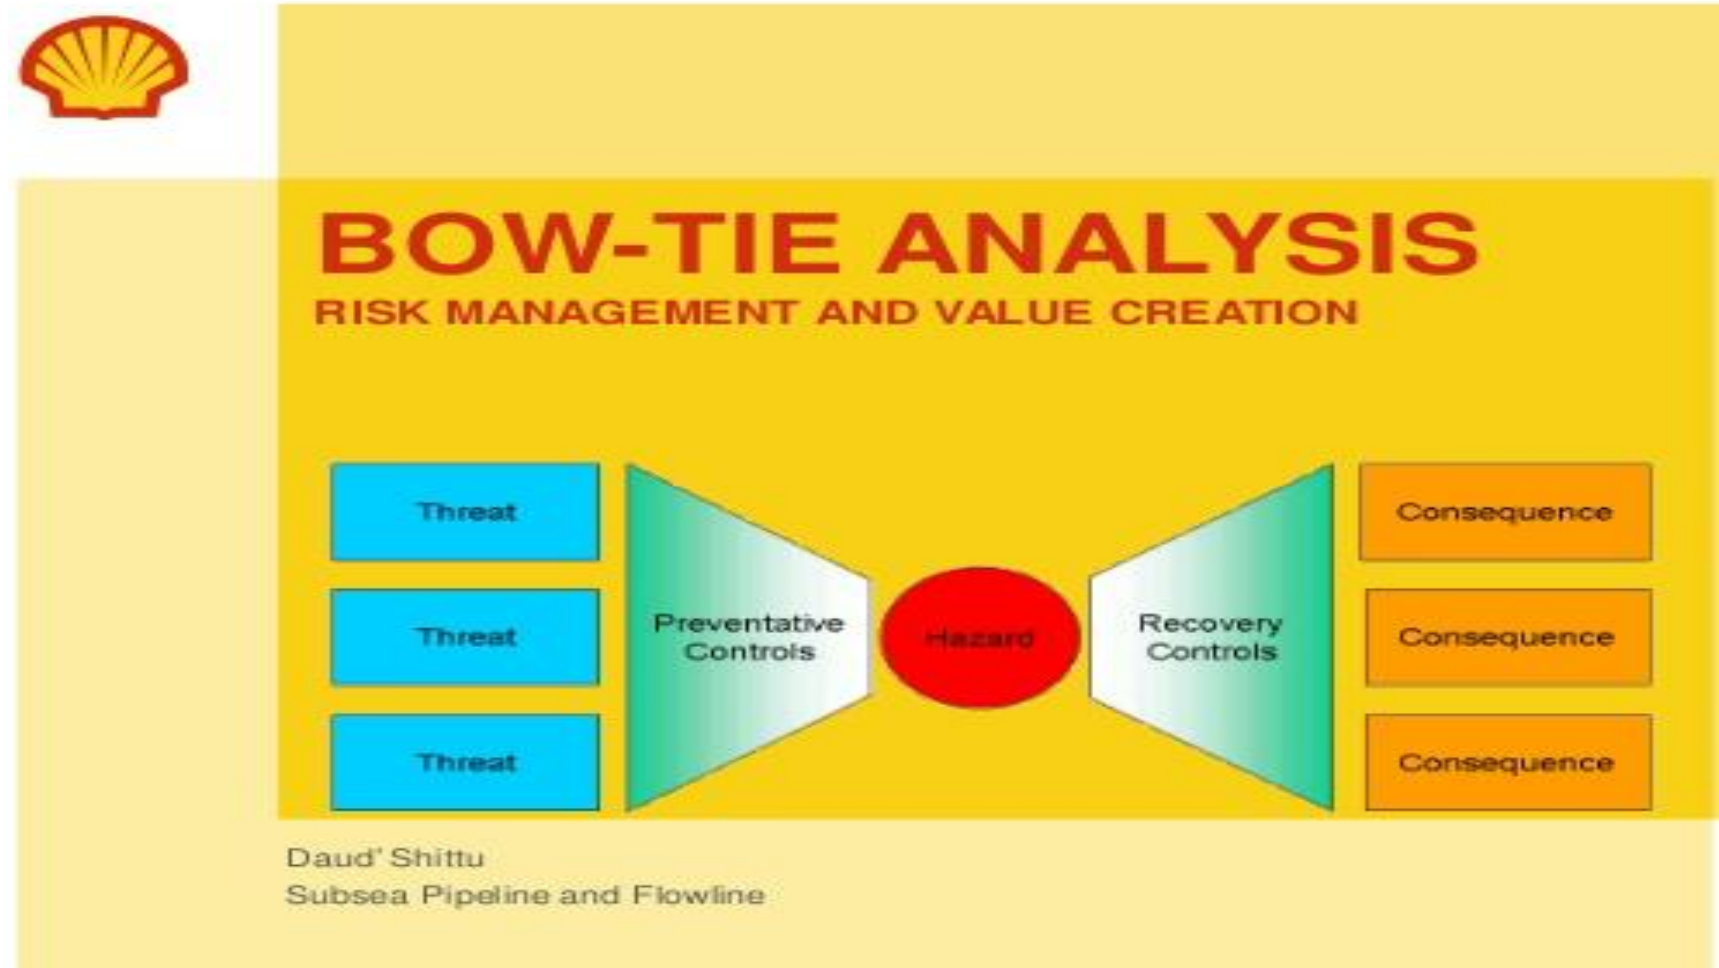 BOW-TIE ANALYSIS
RISK MANAGEMENT AND VALUE CREATION
Threat
Threat
Threat
Preventative
Controls
Hazard
Recovery
Controls
Consequence
Consequence
Consequence
Daud' Shittu
Subsea Pipeline and Flowline